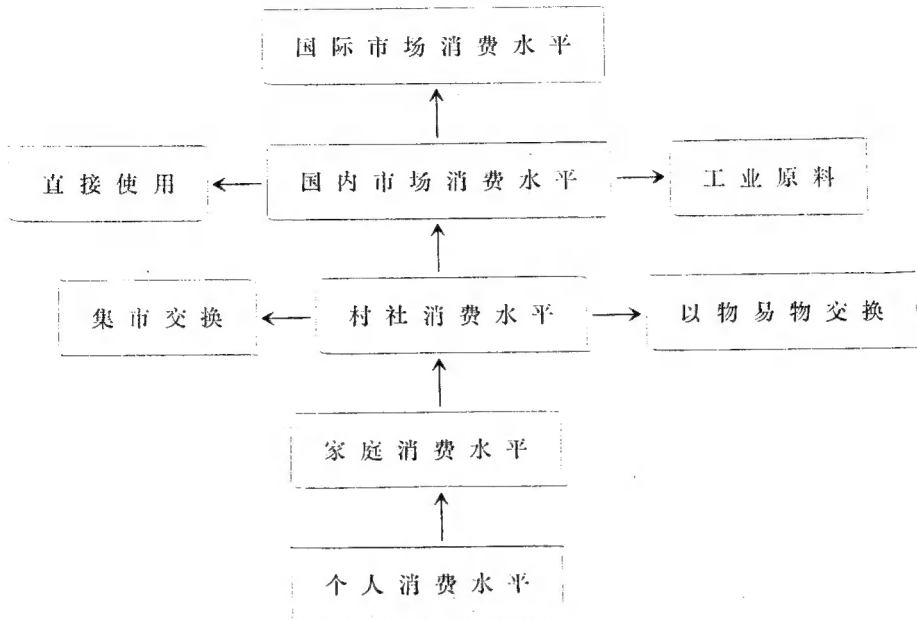 国际市场消费水平
直接使用
国内市场消费水平
工业原料
集市交换
村社消费水平
以物易物交换
家庭消费水平
个人消费水平